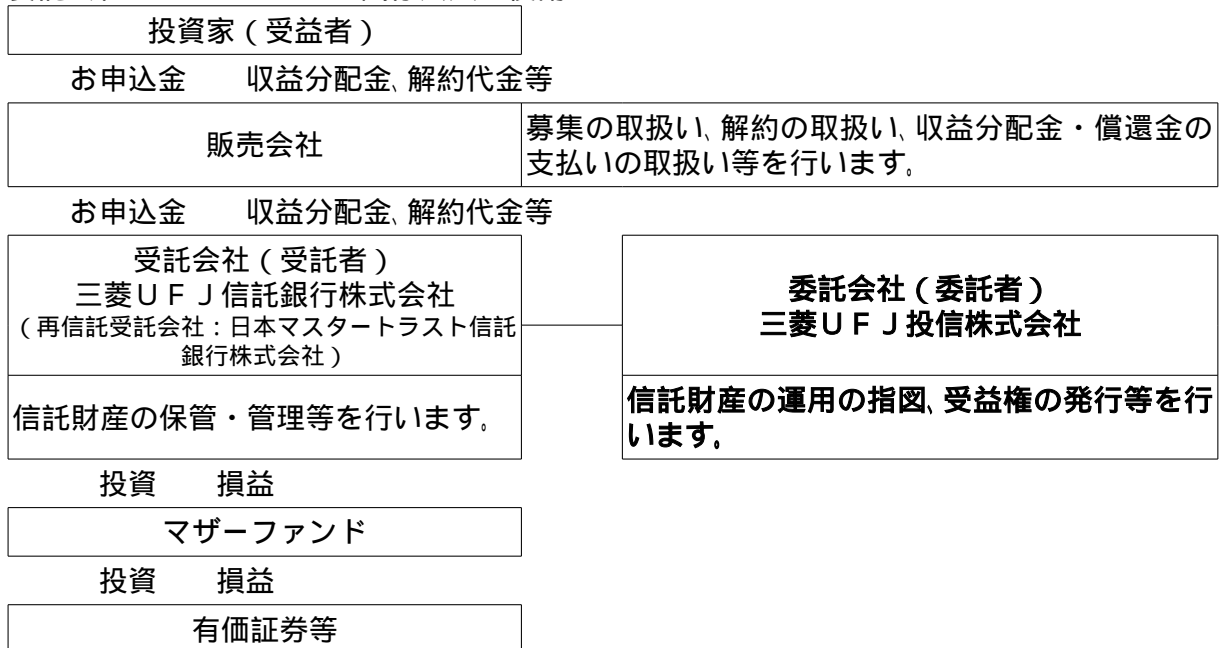 投資家(受益者)
お申込金　収益分配金、解約代金等
販売会社
募集の取扱い、解約の取扱い、収益分配金・償還金の
支払いの取扱い等を行います。
お申込金　収益分配金、解約代金等
受託会社(受託者)
三菱UFJ信託銀行株式会社
(再信託受託会社:日本マスタートラスト信託
銀行株式会社)
委託会社(委託者)
三菱UFJ投信株式会社
信託財産の保管・管理等を行います。
信託財産の運用の指図、受益権の発行等を行
います。
投資　損益
マザーファンド
投資　損益
有価証券等